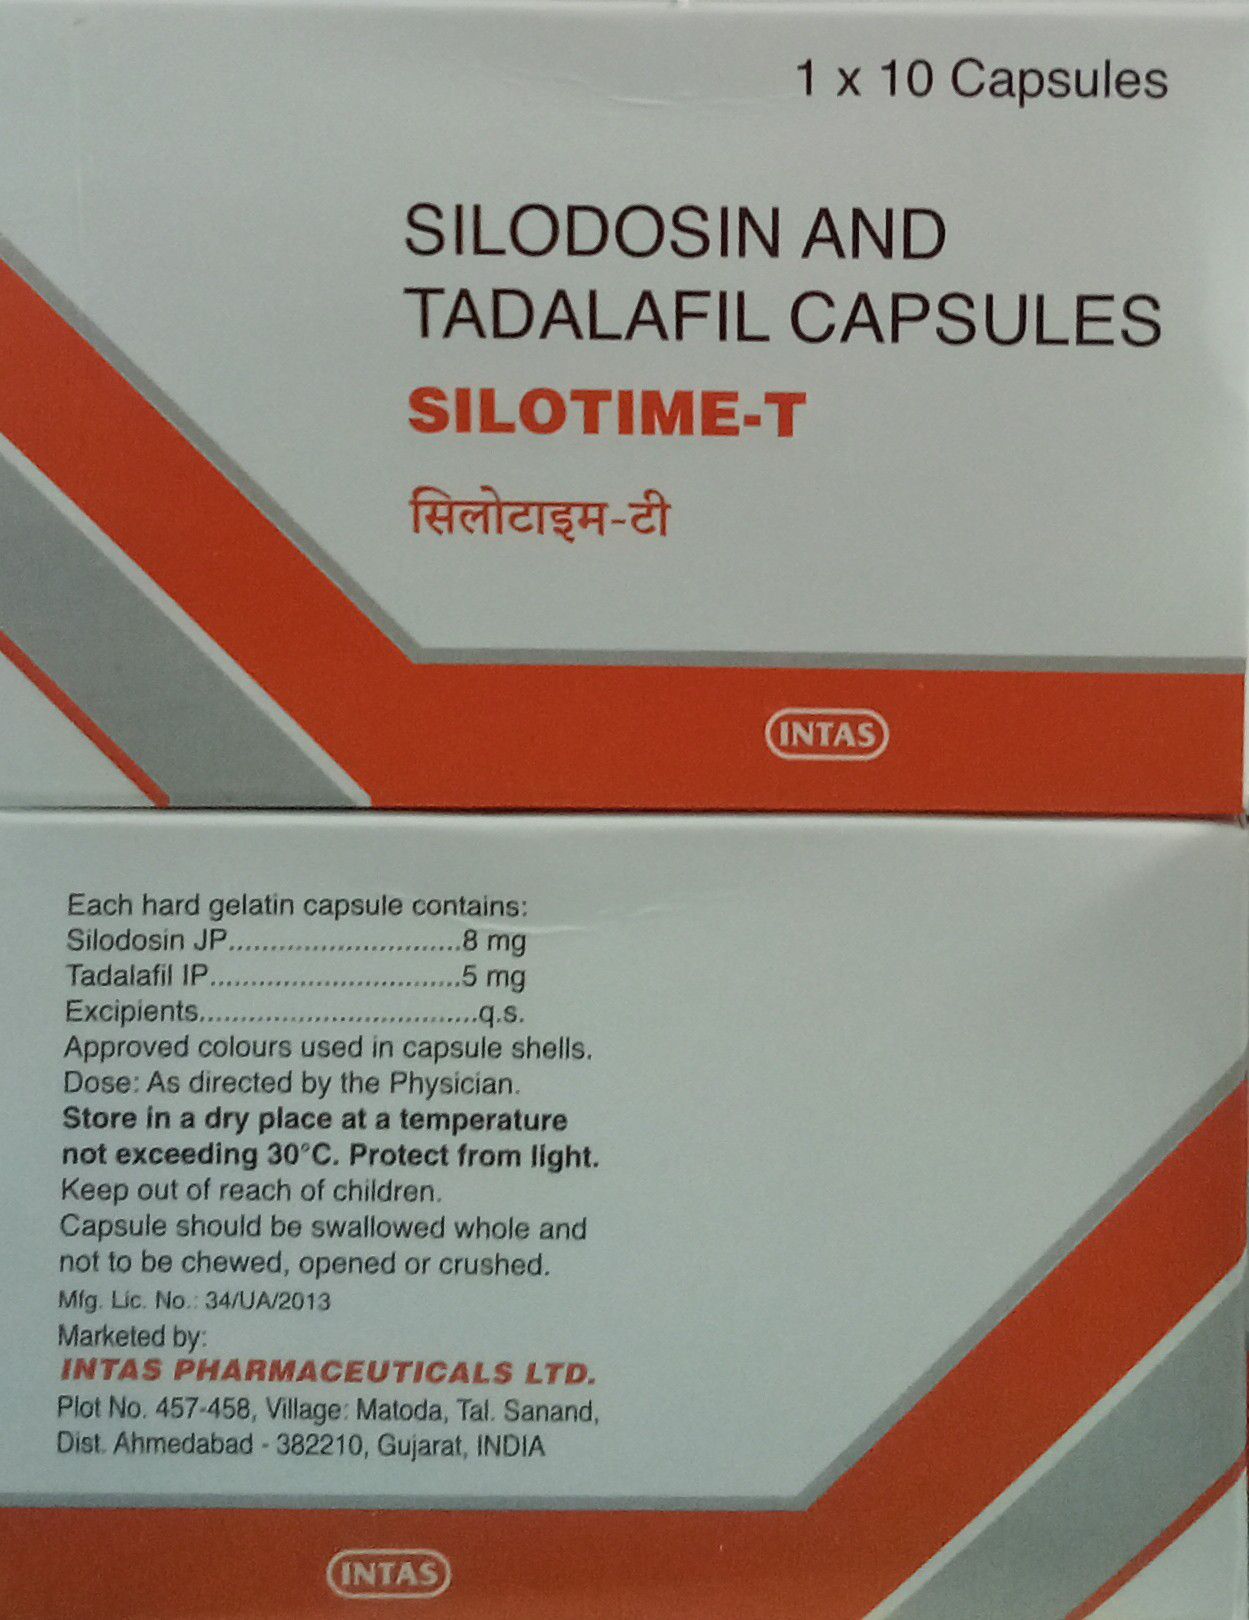 1 x 10 Capsules
SILODOSIN AND
TADALAFIL CAPSULES
SILOTIME-T
सिलोटाइम-टी
INTAS
Each hard gelatin capsule contains:
Silodosin JP............................8 mg
Tadalafil IP..............................5 mg
Excipients.................................q.s.
Approved colours used in capsule shells.
Dose: As directed by the Physician.
Store in a dry place at a temperature
not exceeding 30°C. Protect from light.
Keep out of reach of children.
Capsule should be swallowed whole and
not to be chewed, opened or crushed.
Mfg. Lic. No.: 34/UA/2013
Marketed by:
INTAS PHARMACEUTICALS LTD.
Plot No. 457-458, Village: Matoda, Tal. Sanand,
Dist. Ahmedabad - 382210, Gujarat, INDIA
INTAS